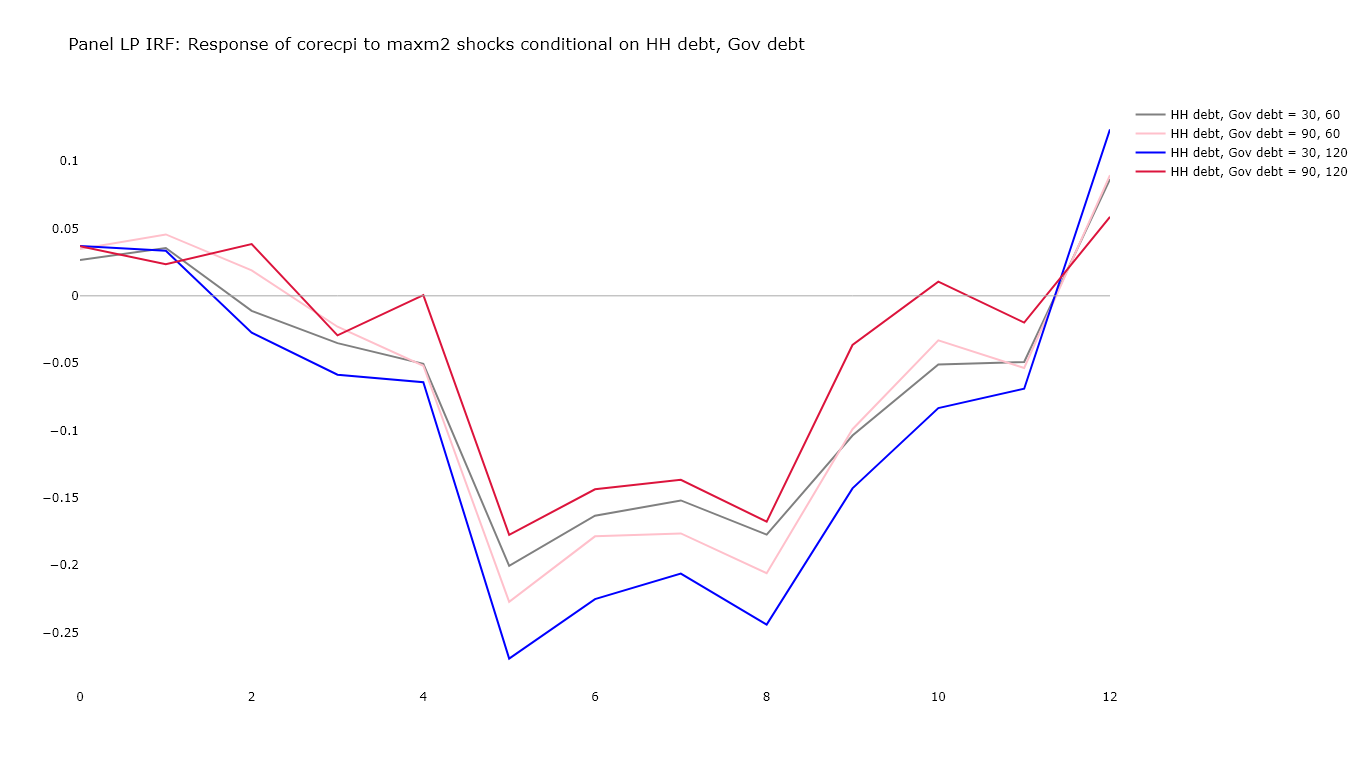 Panel LP IRF: Response of corecpi to maxm2 shocks conditional on HH debt, Gov debt
HH debt, Gov debt = 30, 60
HH debt, Gov debt = 90, 60
HH debt, Gov debt = 30, 120
HH debt, Gov debt = 90, 120
0.1
0.05
0
−0.05
−0.1
−0.15
−0.2
−0.25
0 2 4 6 8 10 12